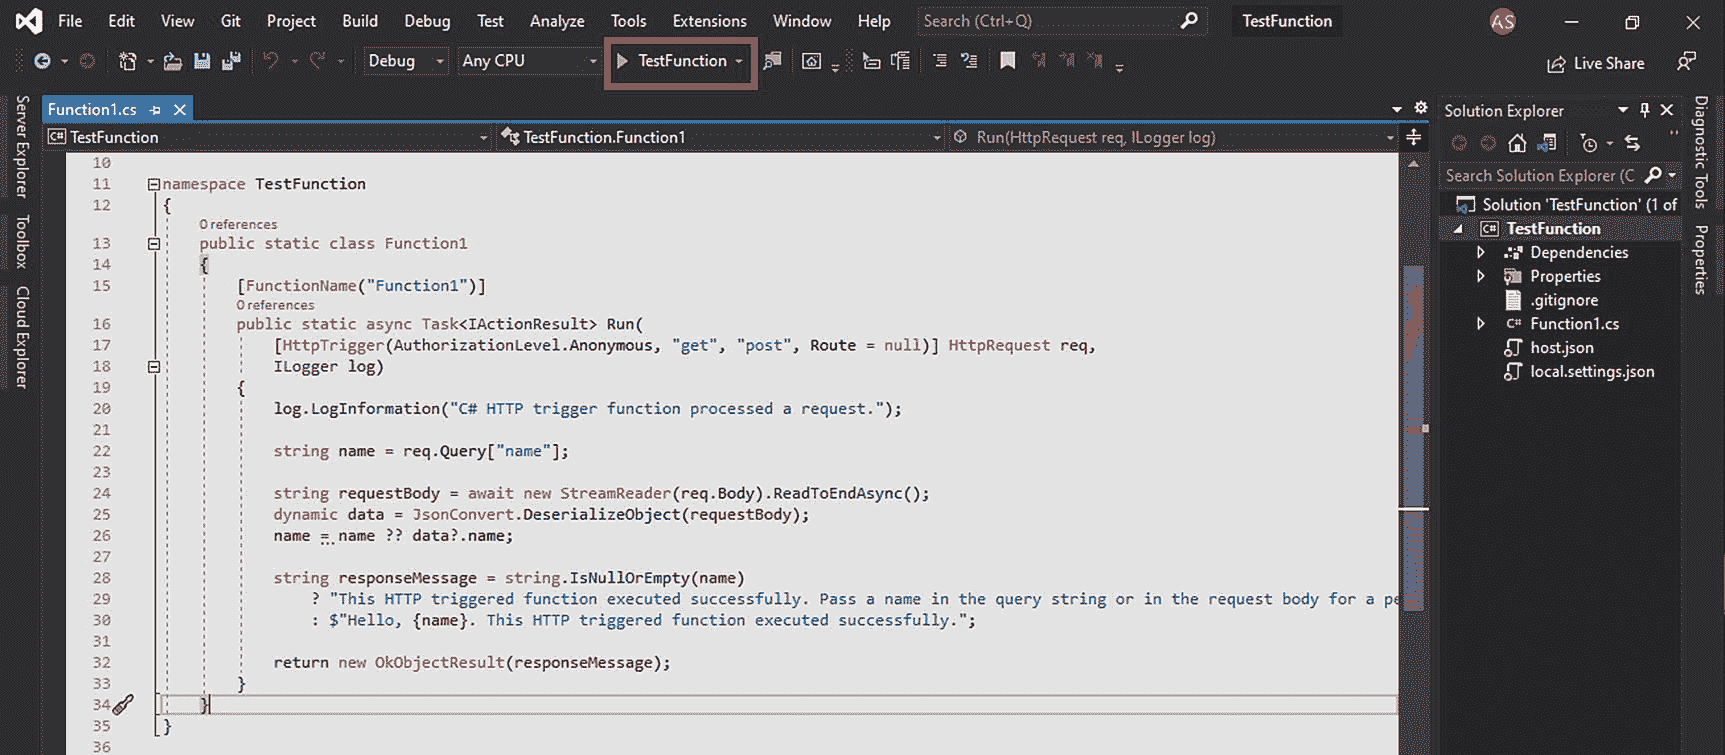 File Edit View Git Project Build Debug Test Analyze Tools Extensions Window Help Search (Ctrl+Q) TestFunction AS
Debug Any CPU TestFunction Live Share
Server Explorer
Toolbox
Cloud Explorer
Function1.cs
TestFunction TestFunction.Function1 Run(HttpRequest req, ILogger log)
10
11 namespace TestFunction
12 {
0 references
13 public static class Function1
14 {
15 [FunctionName("Function1")]
0 references
16 public static async Task<IActionResult> Run(
17 [HttpTrigger(AuthorizationLevel.Anonymous, "get", "post", Route = null)] HttpRequest req,
18 ILogger log)
19 {
20 log.LogInformation("C# HTTP trigger function processed a request.");
21
22 string name = req.Query["name"];
23
24 string requestBody = await new StreamReader(req.Body).ReadToEndAsync();
25 dynamic data = JsonConvert.DeserializeObject(requestBody);
26 name = name ?? data?.name;
27
28 string responseMessage = string.IsNullOrEmpty(name)
29 ? "This HTTP triggered function executed successfully. Pass a name in the query string or in the request body for a pe
30 : $"Hello, {name}. This HTTP triggered function executed successfully.";
31
32 return new OkObjectResult(responseMessage);
33 }
34 }
35 }
36
Solution Explorer
Search Solution Explorer (C
Solution 'TestFunction' (1 of
C# TestFunction
Dependencies
Properties
.gitignore
C# Function1.cs
host.json
local.settings.json
Diagnostic Tools
Properties